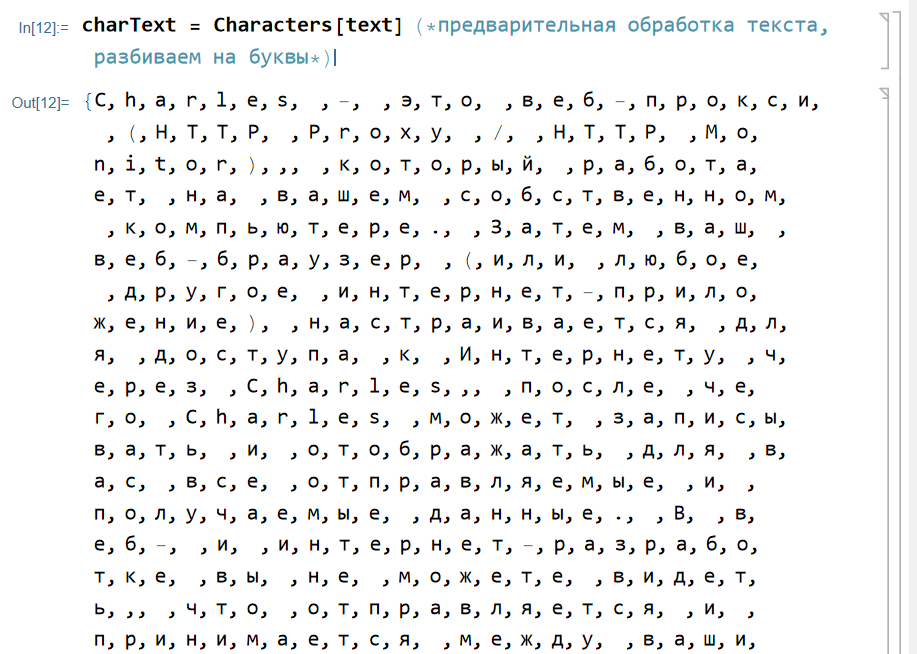 In[12]:= charText = Characters[text] (*предварительная обработка текста,
разбиваем на буквы*)
Out[12]= {C, h, a, r, l, e, s,  , –,  , э, т, о,  , в, е, б, –, п, р, о, к, с, и,
 , (, H, T, T, P,  , P, r, o, x, y,  , /,  , H, T, T, P,  , M, o,
n, i, t, o, r, ), ,,  , к, о, т, о, р, ы, й,  , р, а, б, о, т, а,
е, т,  , н, а,  , в, а, ш, е, м,  , с, о, б, с, т, в, е, н, н, о, м,
 , к, о, м, п, ь, ю, т, е, р, е, .,  , З, а, т, е, м,  , в, а, ш,  ,
в, е, б, –, б, р, а, у, з, е, р,  , (, и, л, и,  , л, ю, б, о, е,
 , д, р, у, г, о, е,  , и, н, т, е, р, н, е, т, –, п, р, и, л, о,
ж, е, н, и, е, ),  , н, а, с, т, р, а, и, в, а, е, т, с, я,  , д, л,
я,  , д, о, с, т, у, п, а,  , к,  , И, н, т, е, р, н, е, т, у,  , ч,
е, р, е, з,  , C, h, a, r, l, e, s, ,,  , п, о, с, л, е,  , ч, е,
г, о,  , C, h, a, r, l, e, s,  , м, о, ж, е, т,  , з, а, п, и, с, ы,
в, а, т, ь,  , и,  , о, т, о, б, р, а, ж, а, т, ь,  , д, л, я,  , в,
а, с,  , в, с, е,  , о, т, п, р, а, в, л, я, е, м, ы, е,  , и,  ,
п, о, л, у, ч, а, е, м, ы, е,  , д, а, н, н, ы, е, .,  , В,  , в,
е, б, –,  , и,  , и, н, т, е, р, н, е, т, –, р, а, з, р, а, б, о,
т, к, е,  , в, ы,  , н, е,  , м, о, ж, е, т, е,  , в, и, д, е, т,
ь, ,,  , ч, т, о,  , о, т, п, р, а, в, л, я, е, т, с, я,  , и,  ,
п, р, и, н, и, м, а, е, т, с, я,  , м, е, ж, д, у,  , в, а, ш, и,